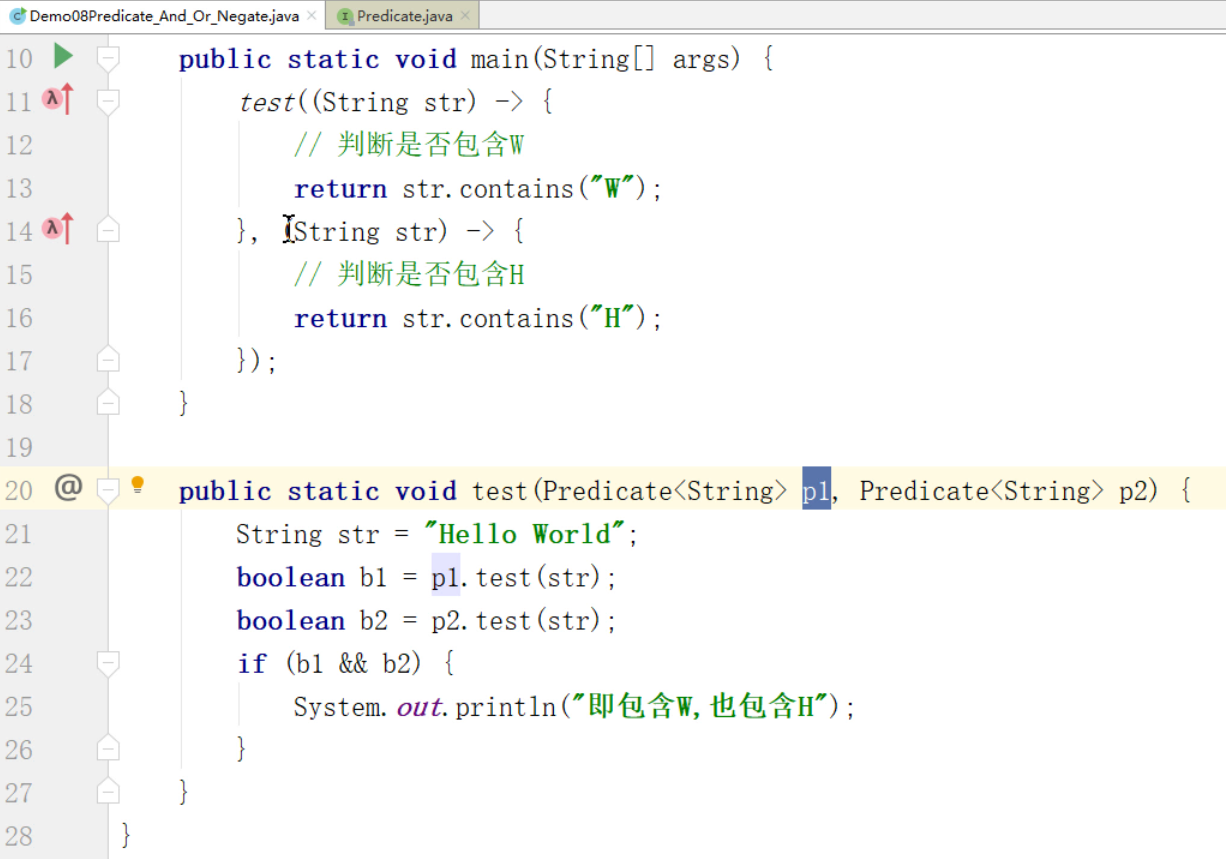 Demo08Predicate_And_Or_Negate.java Predicate.java
10 public static void main(String[] args) {
11 test((String str) -> {
12 // 判断是否包含W
13 return str.contains("W");
14 }, (String str) -> {
15 // 判断是否包含H
16 return str.contains("H");
17 });
18 }
19
20 @ public static void test(Predicate<String> p1, Predicate<String> p2) {
21 String str = "Hello World";
22 boolean b1 = p1.test(str);
23 boolean b2 = p2.test(str);
24 if (b1 && b2) {
25 System.out.println("即包含W,也包含H");
26 }
27 }
28 }